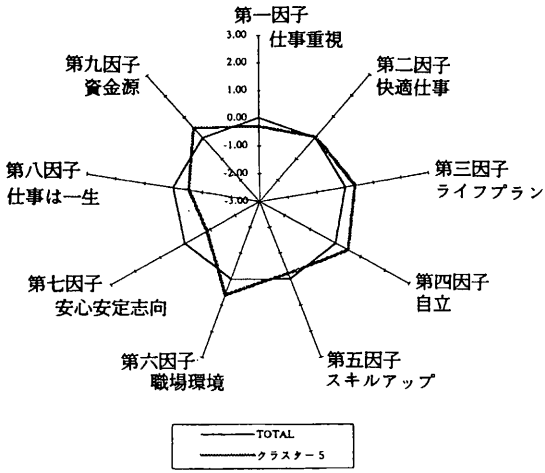 第一因子
仕事重視
第二因子
快適仕事
第三因子
ライフプラン
第四因子
自立
第五因子
スキルアップ
第六因子
職場環境
第七因子
安心安定志向
第八因子
仕事は一生
第九因子
資金源
3.00
2.00
1.00
0.00
-1.00
-2.00
-3.00
TOTAL
クラスター5